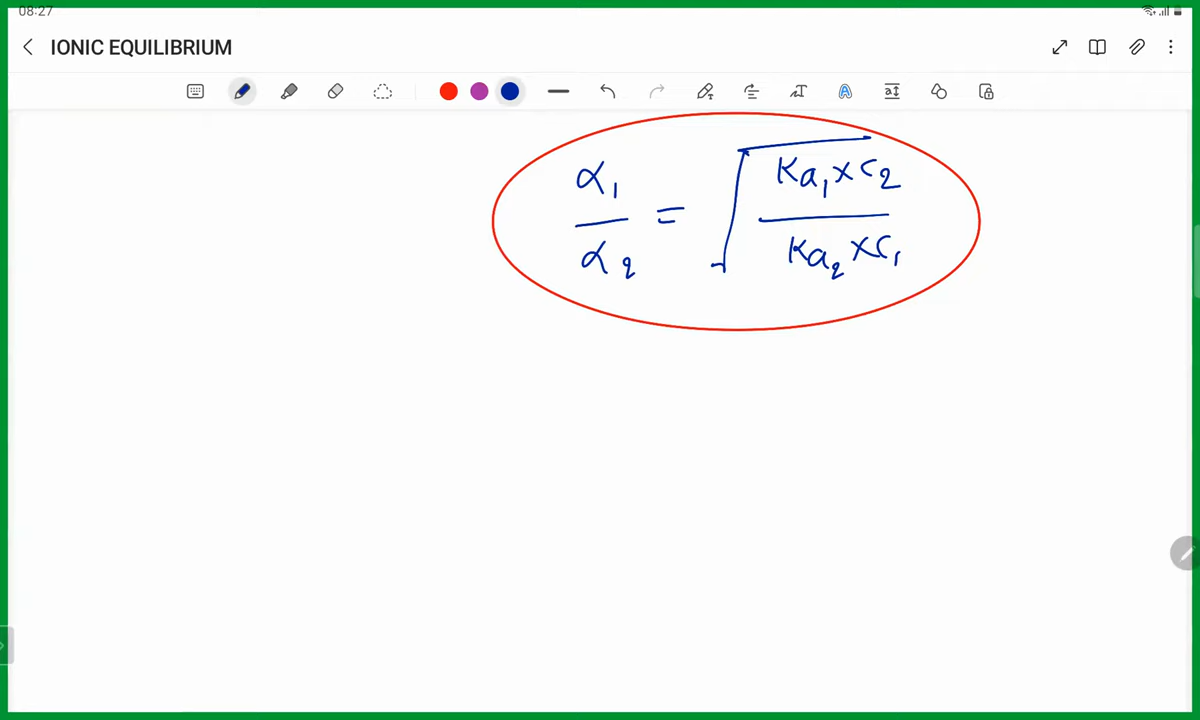 08:27
IONIC EQUILIBRIUM
α₁/α₂ = √(Ka₁×C₂/Ka₂×C₁)